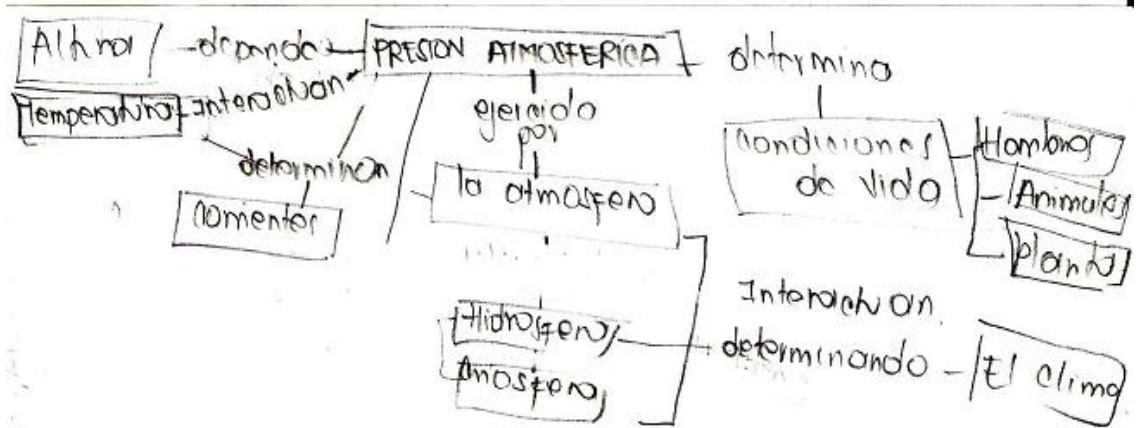 Altura
depende
PRESION ATMOSFERICA
determina
Temperatura
Interactuan
ejercida
por
condiciones
de vida
Hombres
Animales
planta
determinan
la atmosfera
corrientes
Hidrosfera
Interactuan
determinando
El clima